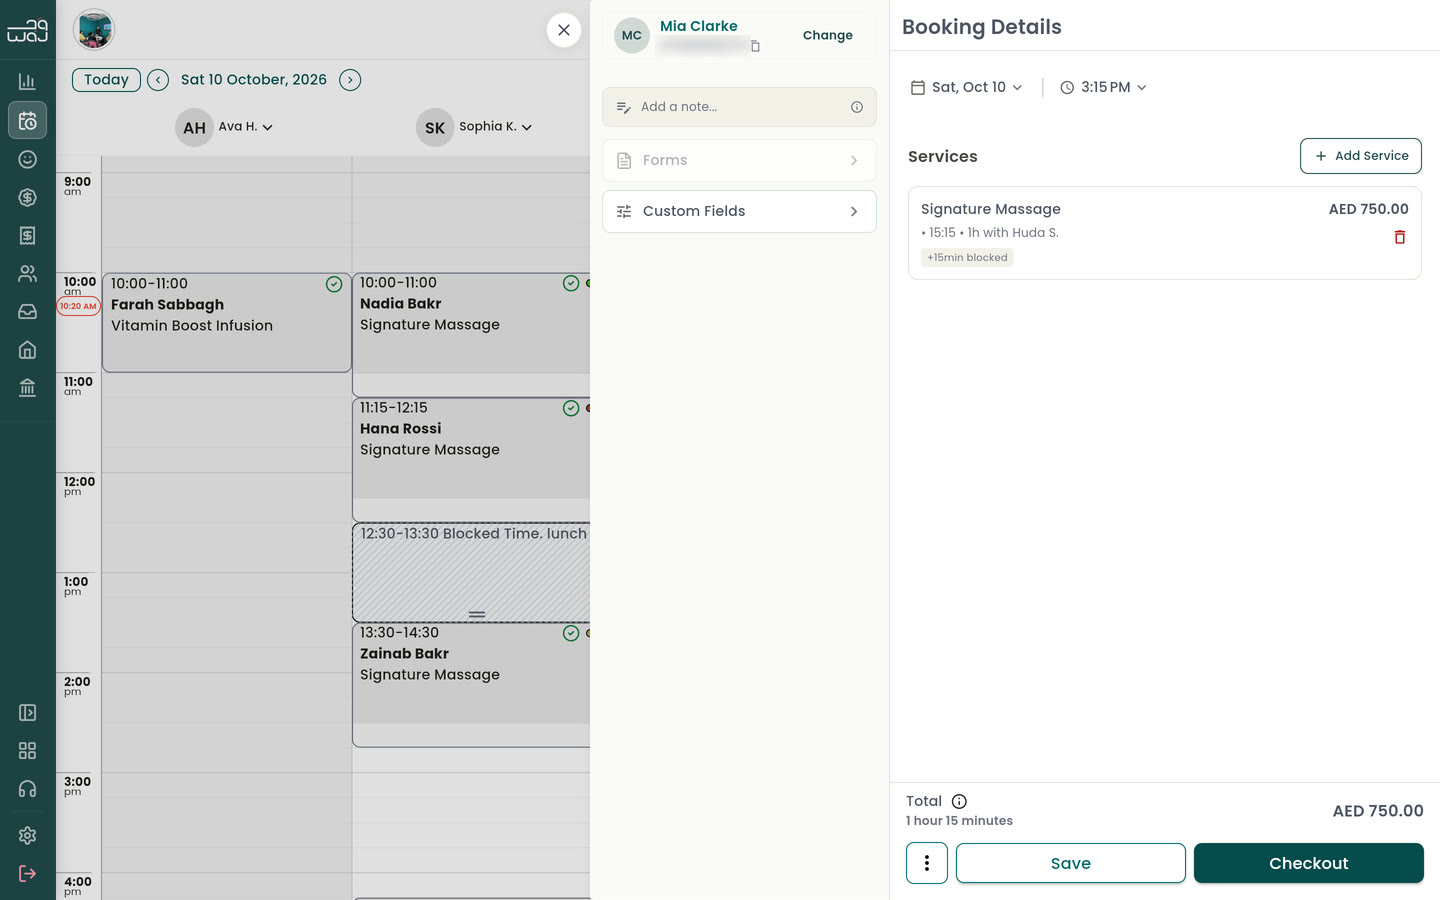 Today
Sat 10 October, 2026
AH
Ava H.
SK
Sophia K.
9:00
am
10:00
am
10:20 AM
11:00
am
12:00
pm
1:00
pm
2:00
pm
3:00
pm
4:00
pm
10:00-11:00
Farah Sabbagh
Vitamin Boost Infusion
10:00-11:00
Nadia Bakr
Signature Massage
11:15-12:15
Hana Rossi
Signature Massage
12:30-13:30 Blocked Time. lunch
13:30-14:30
Zainab Bakr
Signature Massage
MC
Mia Clarke
Change
Add a note...
Forms
Custom Fields
Booking Details
Sat, Oct 10
3:15 PM
Services
Add Service
Signature Massage
AED 750.00
• 15:15 • 1h with Huda S.
+15min blocked
Total
1 hour 15 minutes
AED 750.00
Save
Checkout